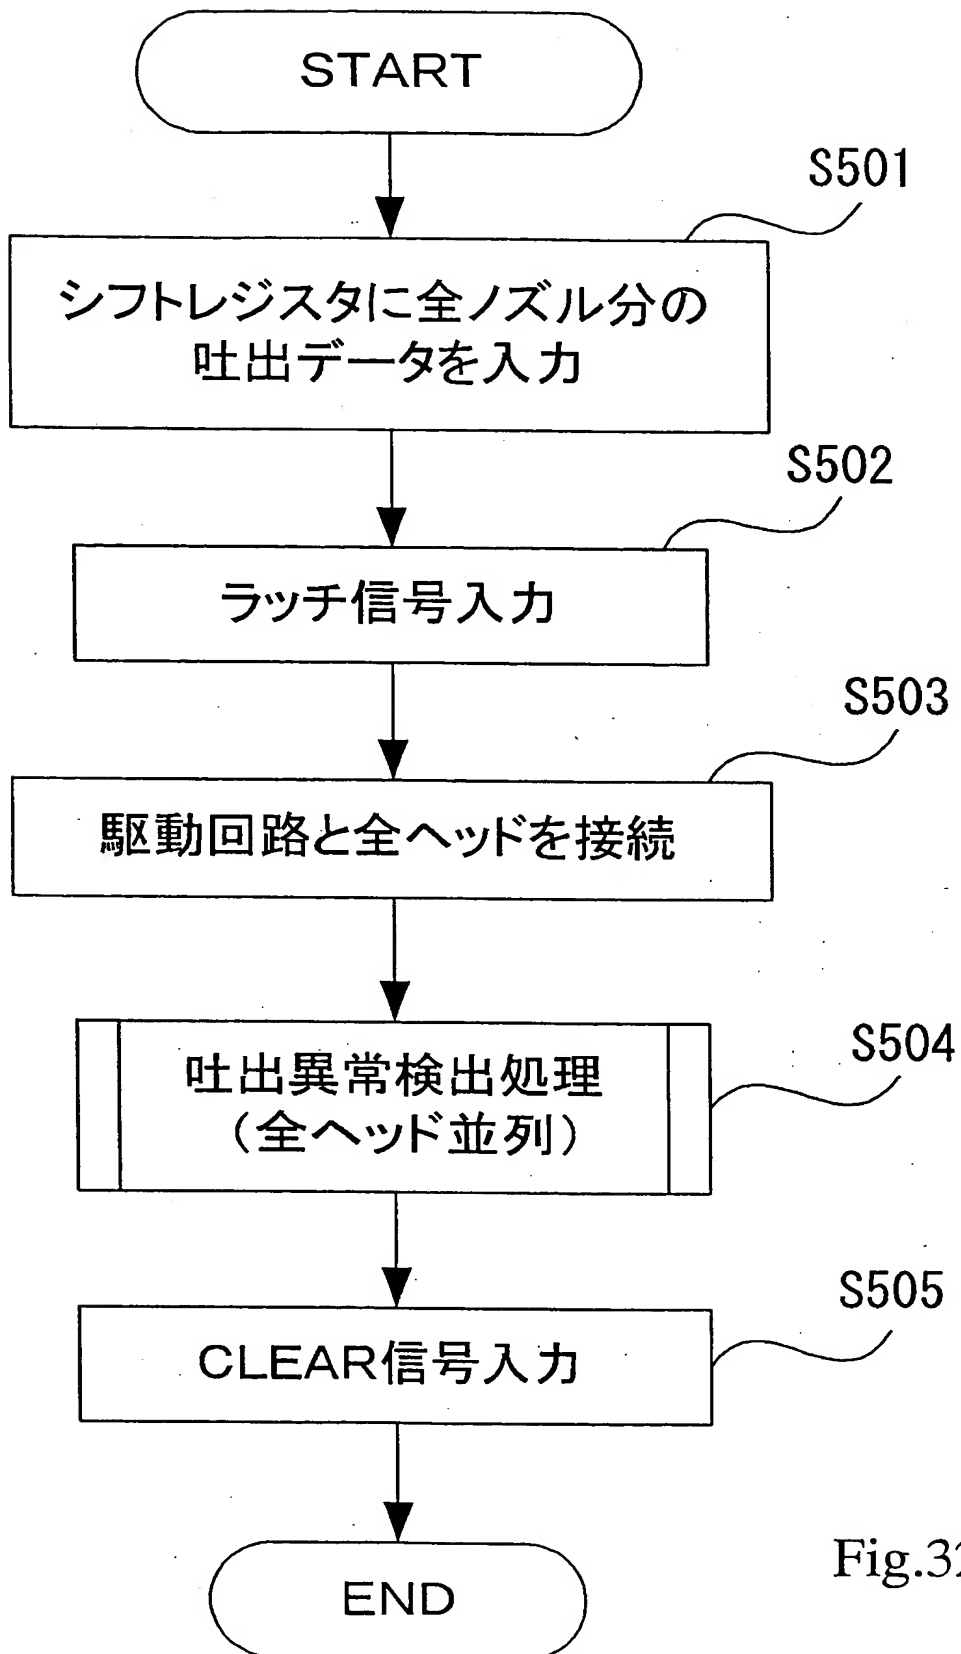 START
S501
シフトレジスタに全ノズル分の
吐出データを入力
S502
ラッチ信号入力
S503
駆動回路と全ヘッドを接続
S504
吐出異常検出処理
(全ヘッド並列)
S505
CLEAR信号入力
END